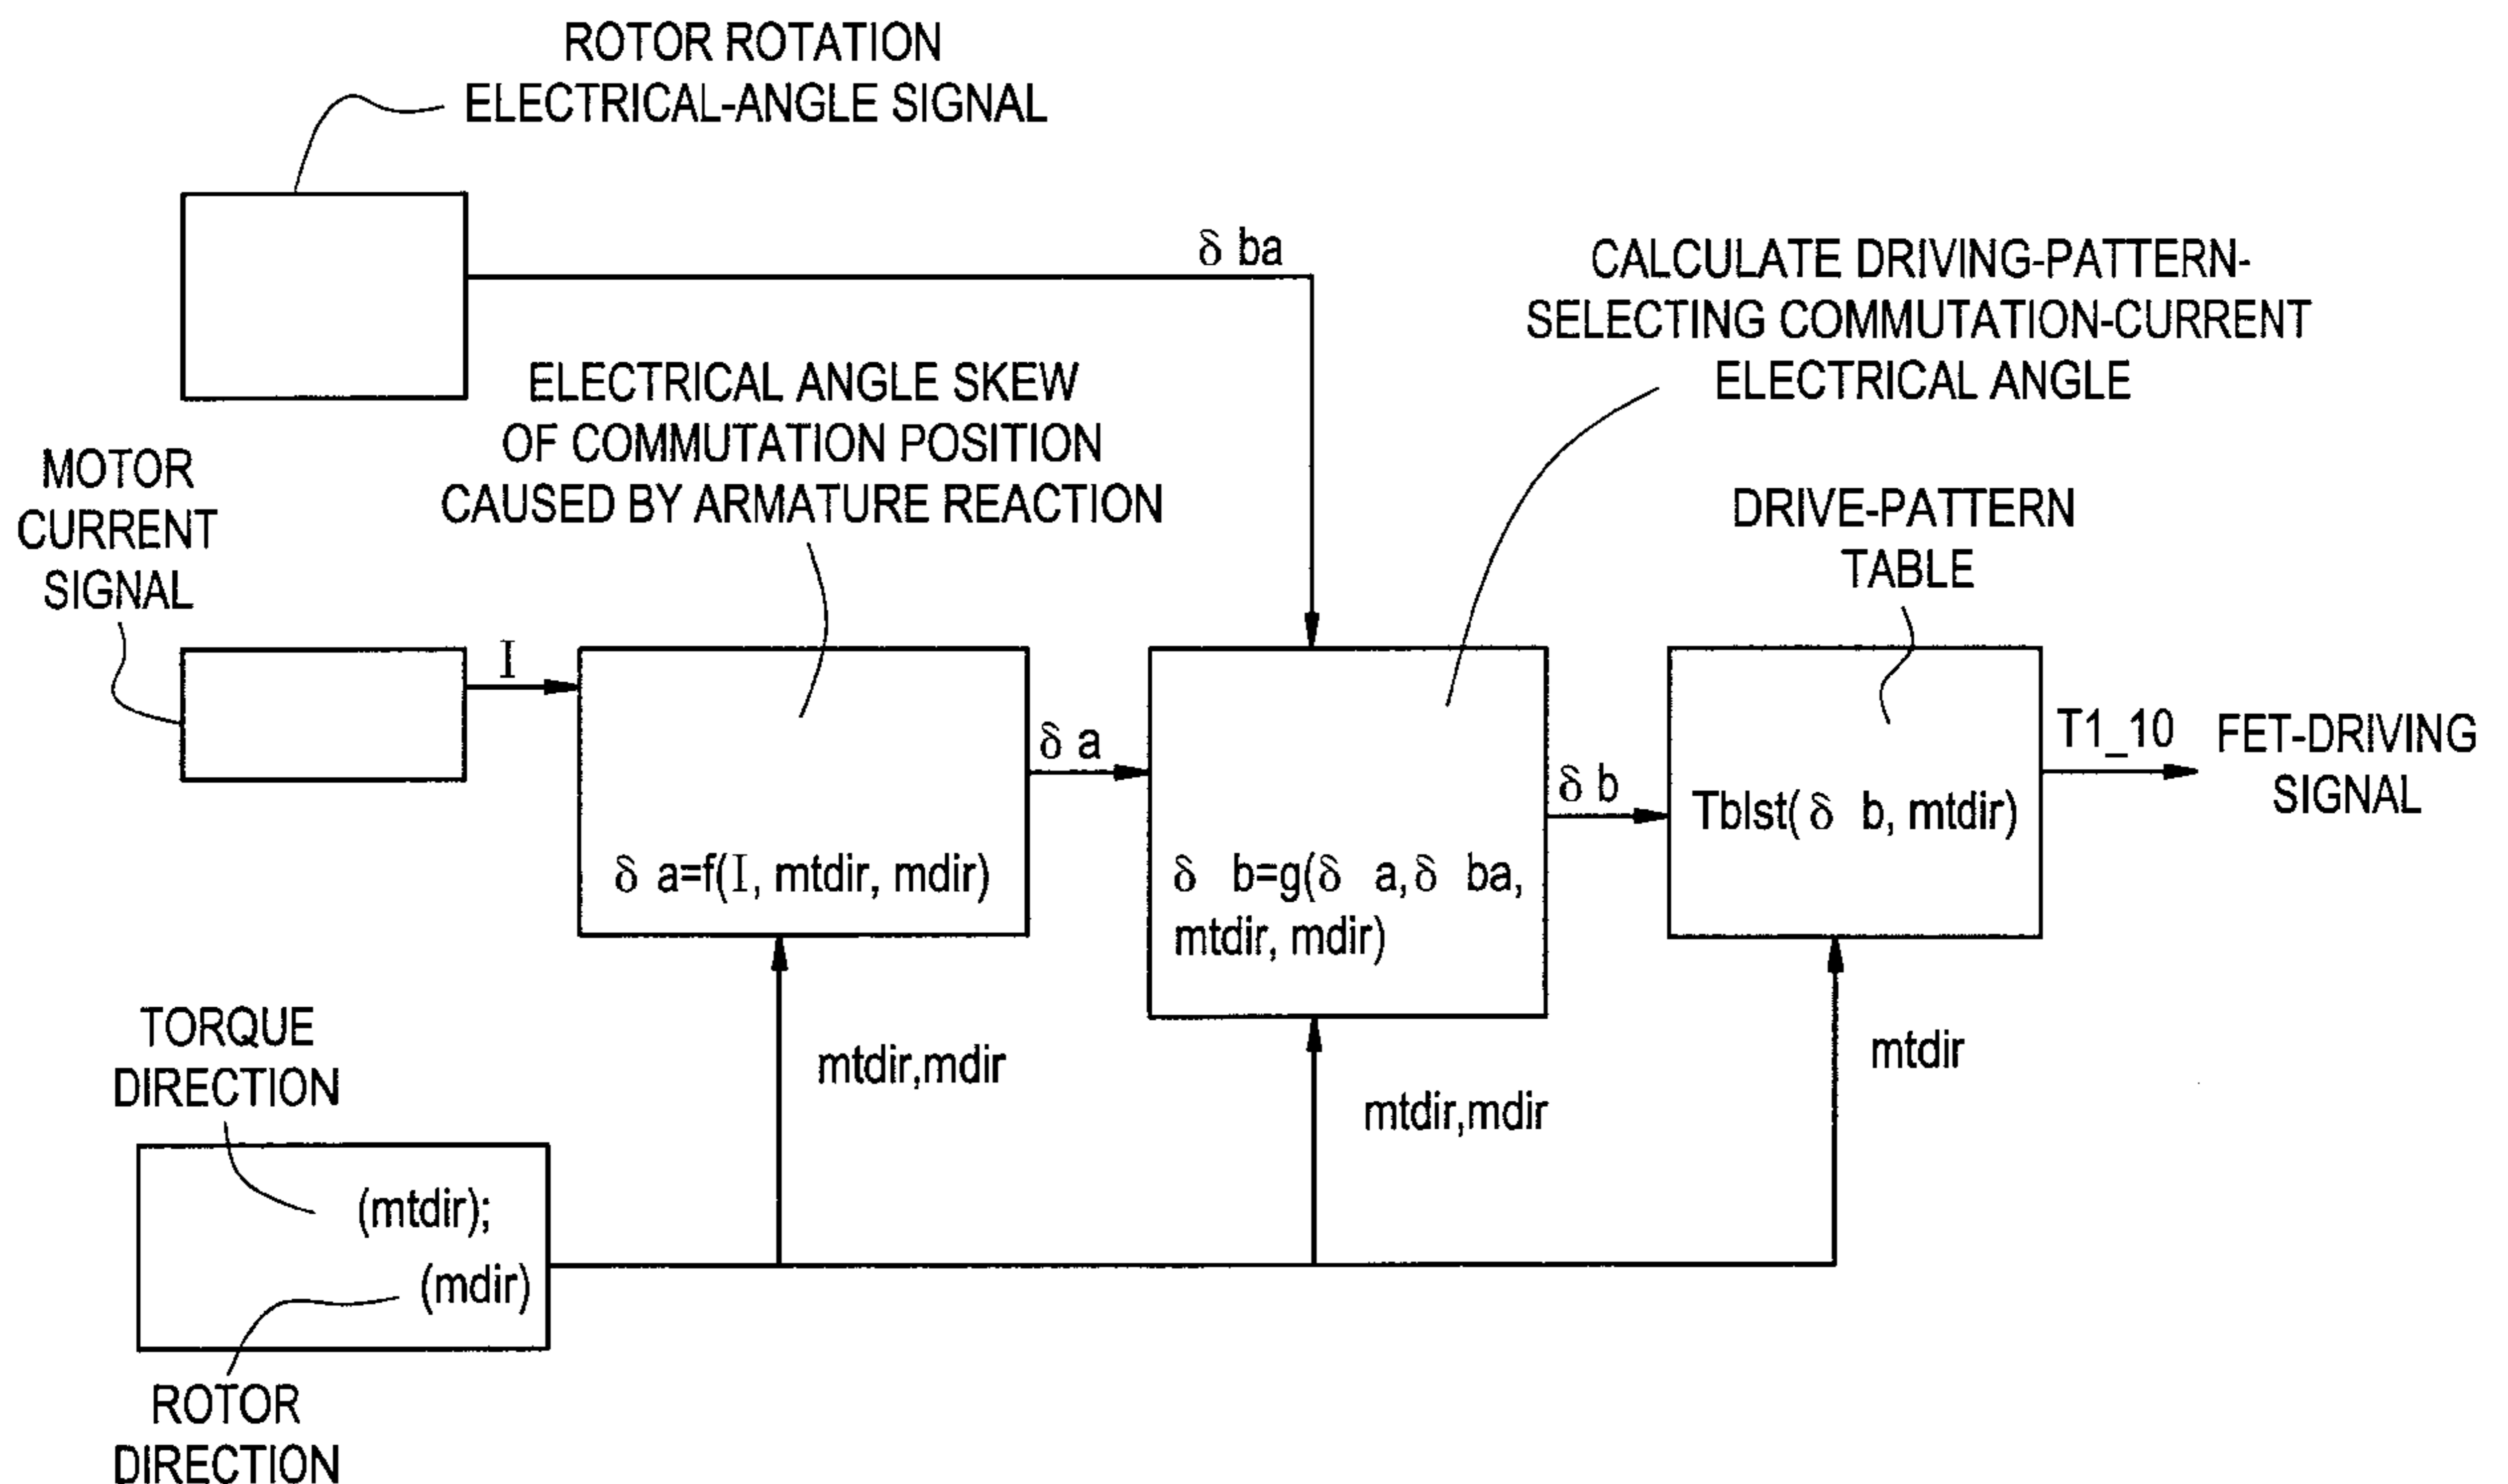 ROTOR ROTATION
ELECTRICAL-ANGLE SIGNAL
δ ba
CALCULATE DRIVING-PATTERN-
SELECTING COMMUTATION-CURRENT
ELECTRICAL ANGLE
ELECTRICAL ANGLE SKEW
OF COMMUTATION POSITION
CAUSED BY ARMATURE REACTION
MOTOR
CURRENT
SIGNAL
DRIVE-PATTERN
TABLE
I
δ a
δ b
T1_10
FET-DRIVING
SIGNAL
δ a=f(I, mtdir, mdir)
δ b=g(δ a,δ ba,
mtdir, mdir)
Tblst(δ b, mtdir)
TORQUE
DIRECTION
mtdir,mdir
mtdir,mdir
mtdir
(mtdir);
(mdir)
ROTOR
DIRECTION